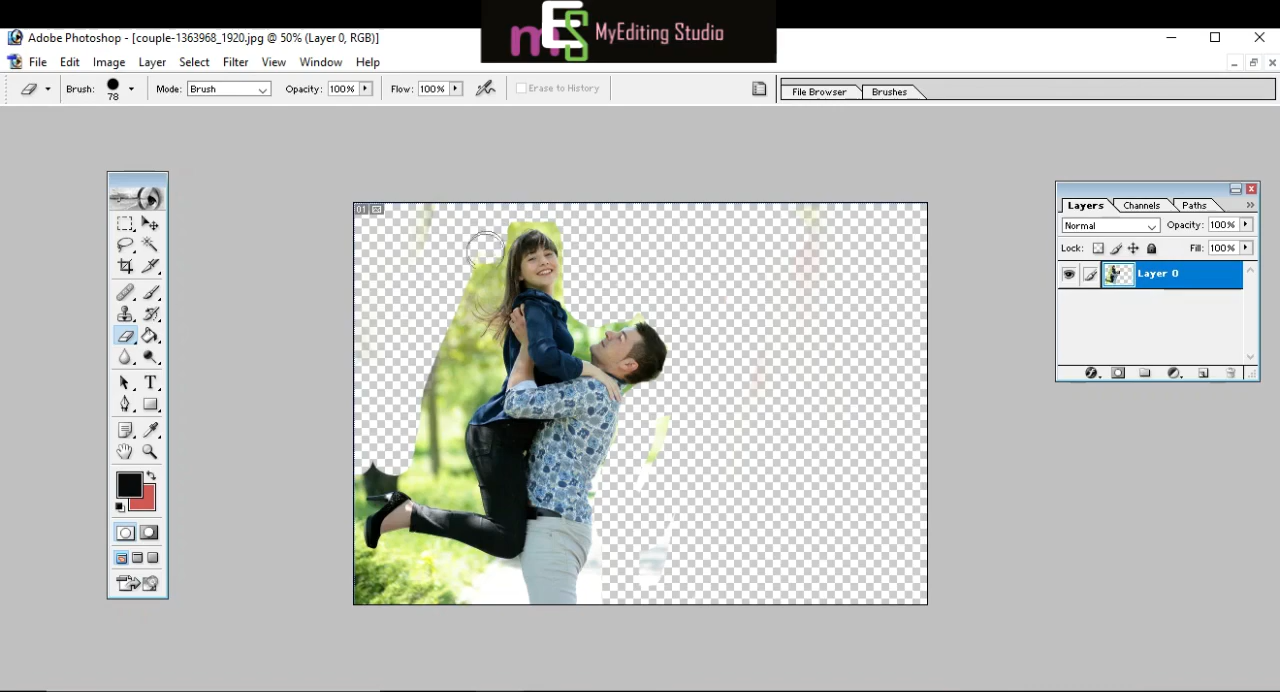 mES MyEditing Studio
Adobe Photoshop - [couple-1363968_1920.jpg @ 50% (Layer 0, RGB)]
File Edit Image Layer Select Filter View Window Help
Brush: 78 Mode: Brush Opacity: 100% Flow: 100% Erase to History File Browser Brushes
01
Layers Channels Paths
Normal Opacity: 100%
Lock: Fill: 100%
Layer 0
T